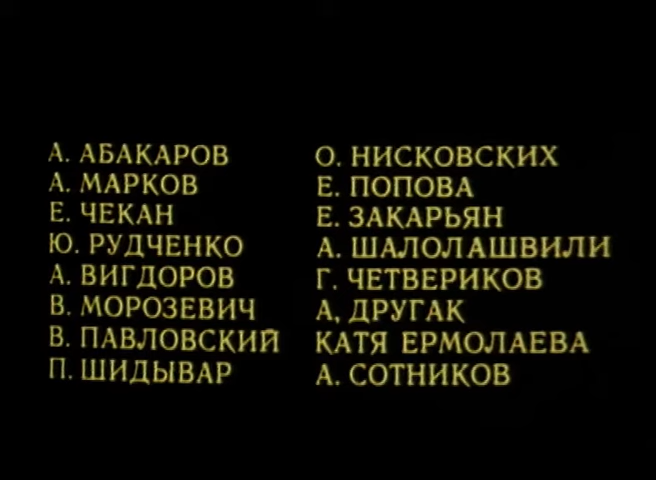 А. АБАКАРОВ
А. МАРКОВ
Е. ЧЕКАН
Ю. РУДЧЕНКО
А. ВИГДОРОВ
В. МОРОЗЕВИЧ
В. ПАВЛОВСКИЙ
П. ШИДЫВАР
О. НИСКОВСКИХ
Е. ПОПОВА
Е. ЗАКАРЬЯН
А. ШАЛОЛАШВИЛИ
Г. ЧЕТВЕРИКОВ
А, ДРУГАК
КАТЯ ЕРМОЛАЕВА
А. СОТНИКОВ